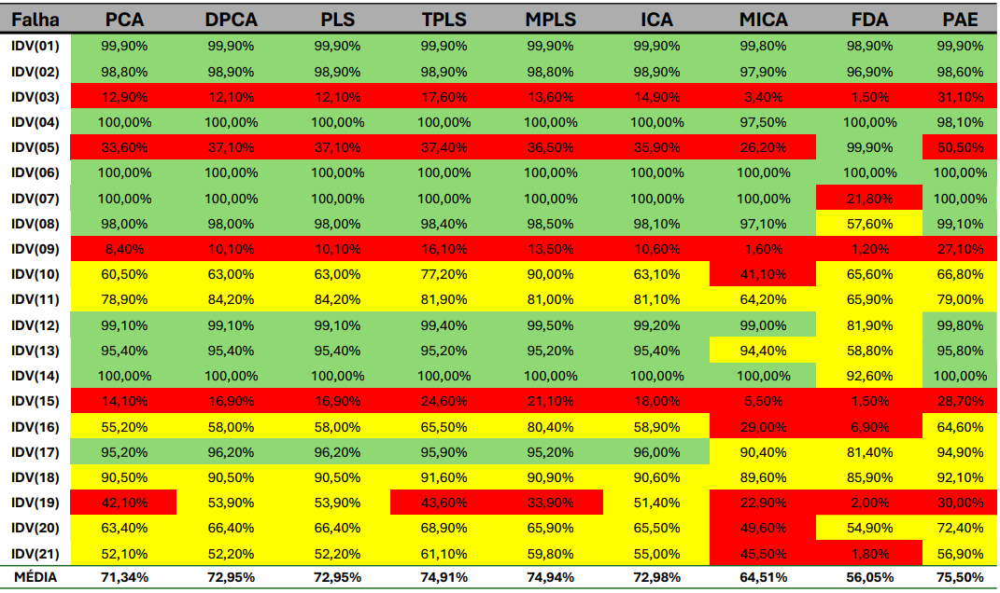 Falha PCA DPCA PLS TPLS MPLS ICA MICA FDA PAE
IDV(01) 99,90% 99,90% 99,90% 99,90% 99,90% 99,90% 99,80% 98,90% 99,90%
IDV(02) 98,80% 98,90% 98,90% 98,90% 98,80% 98,90% 97,90% 96,90% 98,60%
IDV(03) 12,90% 12,10% 12,10% 17,60% 13,60% 14,90% 3,40% 1,50% 31,10%
IDV(04) 100,00% 100,00% 100,00% 100,00% 100,00% 100,00% 97,50% 100,00% 98,10%
IDV(05) 33,60% 37,10% 37,10% 37,40% 36,50% 35,90% 26,20% 99,90% 50,50%
IDV(06) 100,00% 100,00% 100,00% 100,00% 100,00% 100,00% 100,00% 100,00% 100,00%
IDV(07) 100,00% 100,00% 100,00% 100,00% 100,00% 100,00% 100,00% 21,80% 100,00%
IDV(08) 98,00% 98,00% 98,00% 98,40% 98,50% 98,10% 97,10% 57,60% 99,10%
IDV(09) 8,40% 10,10% 10,10% 16,10% 13,50% 10,60% 1,60% 1,20% 27,10%
IDV(10) 60,50% 63,00% 63,00% 77,20% 90,00% 63,10% 41,10% 65,60% 66,80%
IDV(11) 78,90% 84,20% 84,20% 81,90% 81,00% 81,10% 64,20% 65,90% 79,00%
IDV(12) 99,10% 99,10% 99,10% 99,40% 99,50% 99,20% 99,00% 81,90% 99,80%
IDV(13) 95,40% 95,40% 95,40% 95,20% 95,20% 95,40% 94,40% 58,80% 95,80%
IDV(14) 100,00% 100,00% 100,00% 100,00% 100,00% 100,00% 100,00% 92,60% 100,00%
IDV(15) 14,10% 16,90% 16,90% 24,60% 21,10% 18,00% 5,50% 1,50% 28,70%
IDV(16) 55,20% 58,00% 58,00% 65,50% 80,40% 58,90% 29,00% 6,90% 64,60%
IDV(17) 95,20% 96,20% 96,20% 95,90% 95,20% 96,00% 90,40% 81,40% 94,90%
IDV(18) 90,50% 90,50% 90,50% 91,60% 90,90% 90,60% 89,60% 85,90% 92,10%
IDV(19) 42,10% 53,90% 53,90% 43,60% 33,90% 51,40% 22,90% 2,00% 30,00%
IDV(20) 63,40% 66,40% 66,40% 68,90% 65,90% 65,50% 49,60% 54,90% 72,40%
IDV(21) 52,10% 52,20% 52,20% 61,10% 59,80% 55,00% 45,50% 1,80% 56,90%
MÉDIA 71,34% 72,95% 72,95% 74,91% 74,94% 72,98% 64,51% 56,05% 75,50%